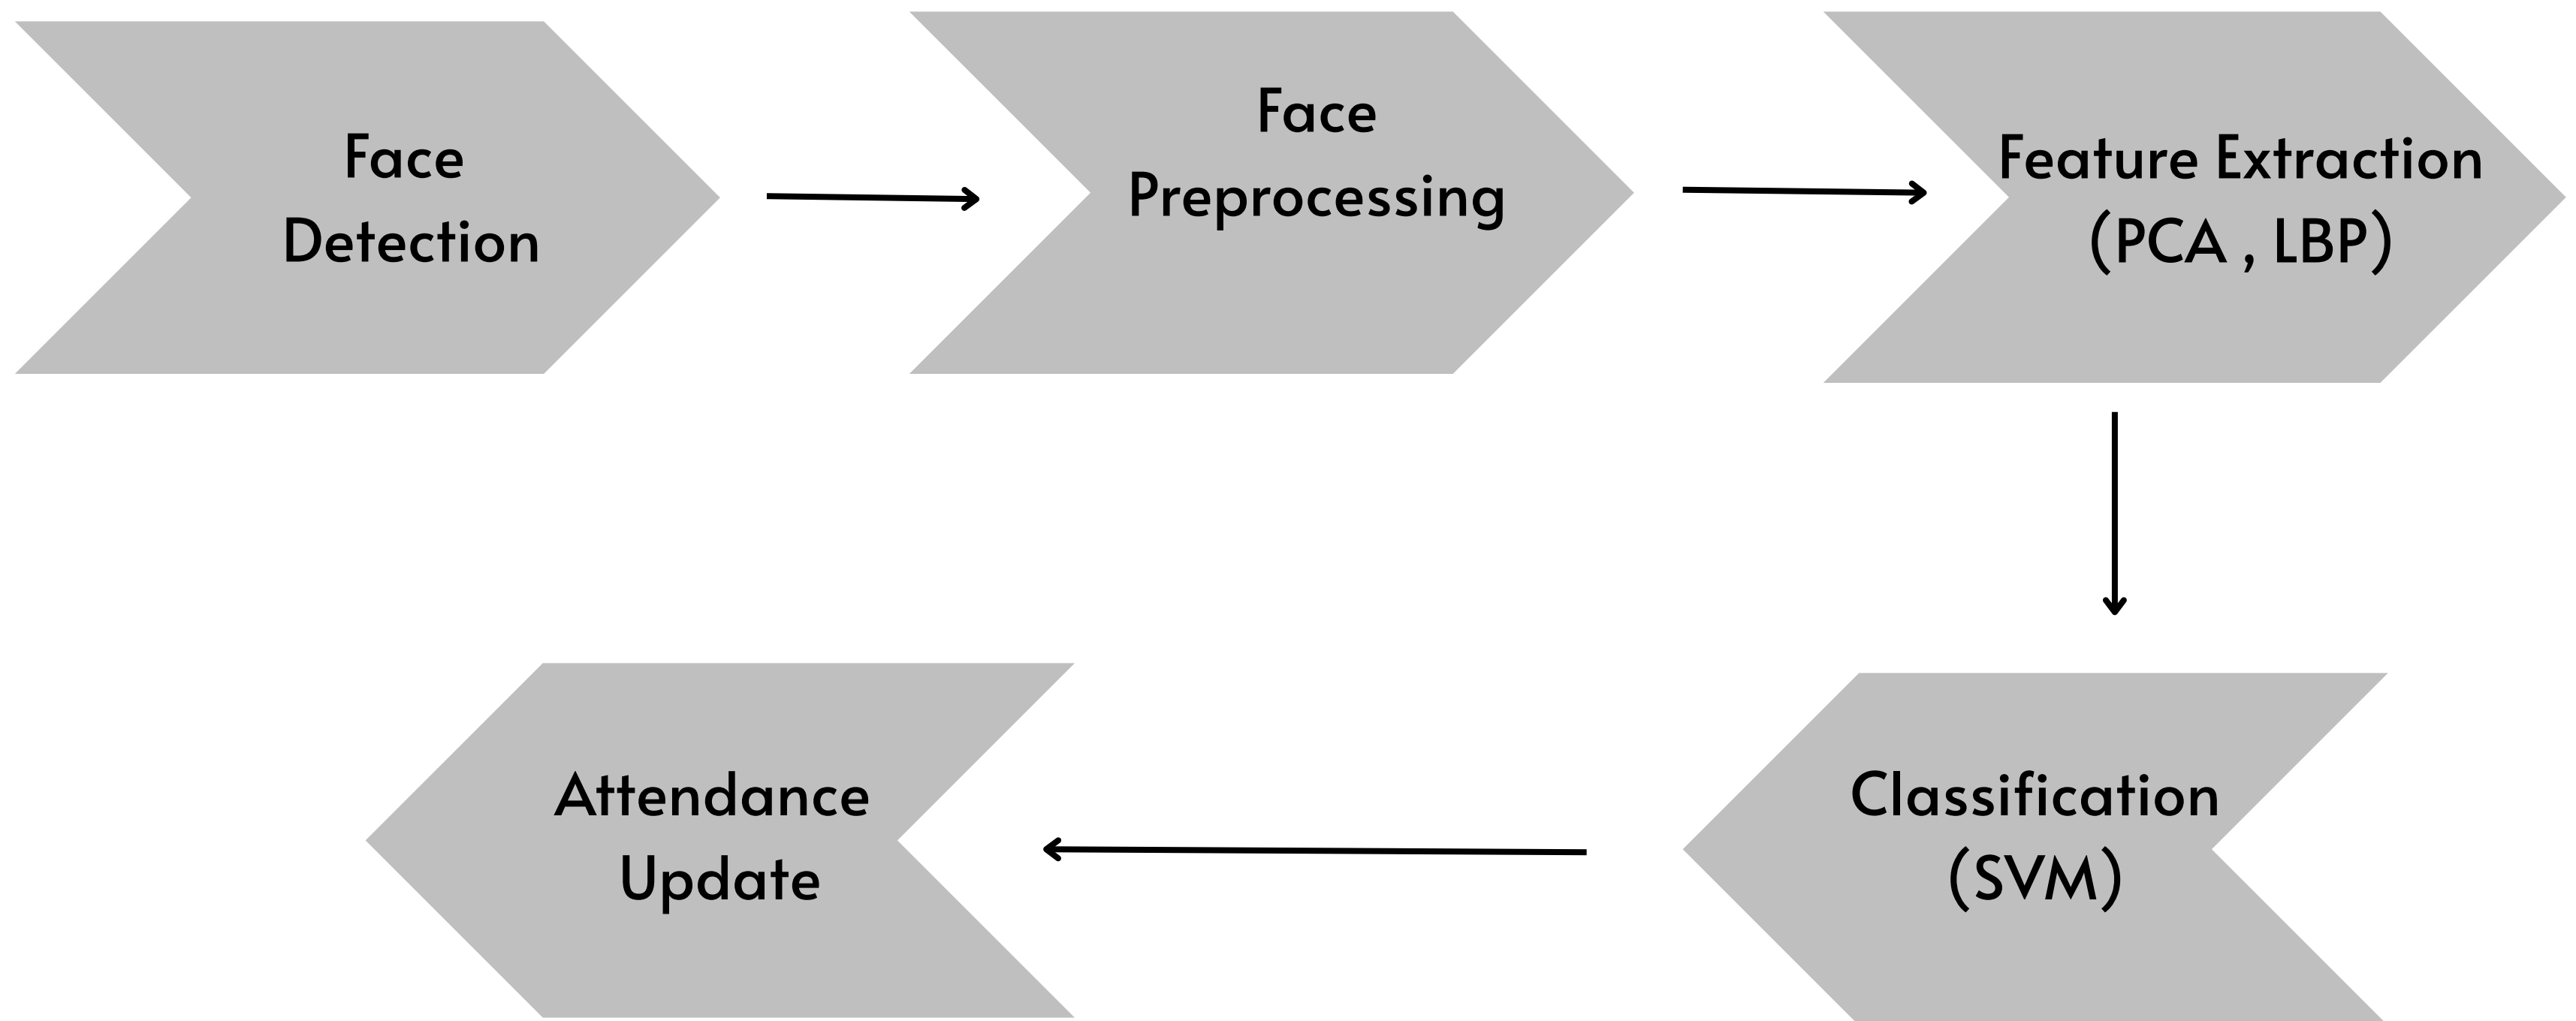 Face
Detection
Face
Preprocessing
Feature Extraction
(PCA , LBP)
Classification
(SVM)
Attendance
Update